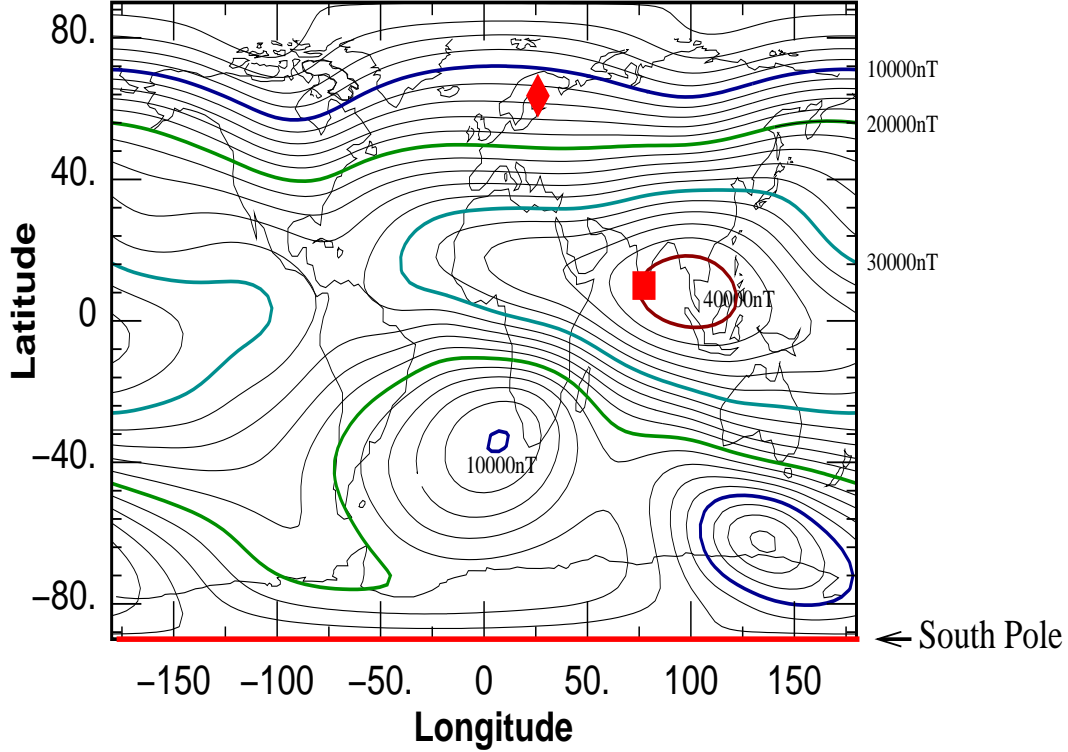 80.
40.
0
−40.
−80.
Latitude
10000nT
20000nT
30000nT
40000nT
10000nT
South Pole
−150 −100 −50. 0 50. 100 150
Longitude